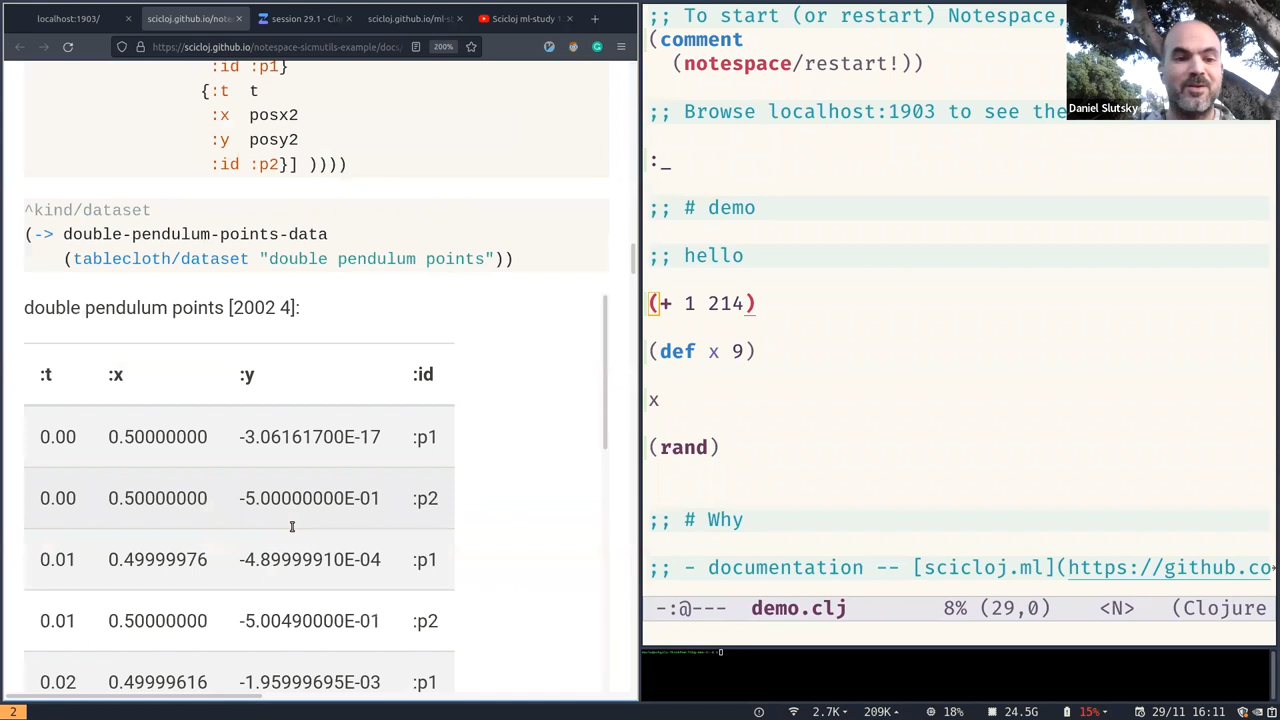 localhost:1903/
scicloj.github.io/note
session 29.1 - Cloj
scicloj.github.io/ml-s
Scicloj ml-study 1
https://scicloj.github.io/notespace-sicmutils-example/docs.
200%
:id :p1}
{:t t
:x posx2
:y posy2
:id :p2}] ))))
^kind/dataset
(-> double-pendulum-points-data
(tablecloth/dataset "double pendulum points"))
double pendulum points [2002 4]:
:t :x :y :id
0.00 0.50000000 -3.06161700E-17 :p1
0.00 0.50000000 -5.00000000E-01 :p2
0.01 0.49999976 -4.89999910E-04 :p1
0.01 0.50000000 -5.00490000E-01 :p2
0.02 0.49999616 -1.95999695E-03 :p1
;; To start (or restart) Notespace,
(comment
(notespace/restart!))
;; Browse localhost:1903 to see the
:_
;; # demo
;; hello
(+ 1 214)
(def x 9)
x
(rand)
;; # Why
;; - documentation -- [scicloj.ml](https://github.co
-:@--- demo.clj 8% (29,0) <N> (Clojure
Daniel Slutsky
2
2.7K
209K
18%
24.5G
15%
29/11 16:11